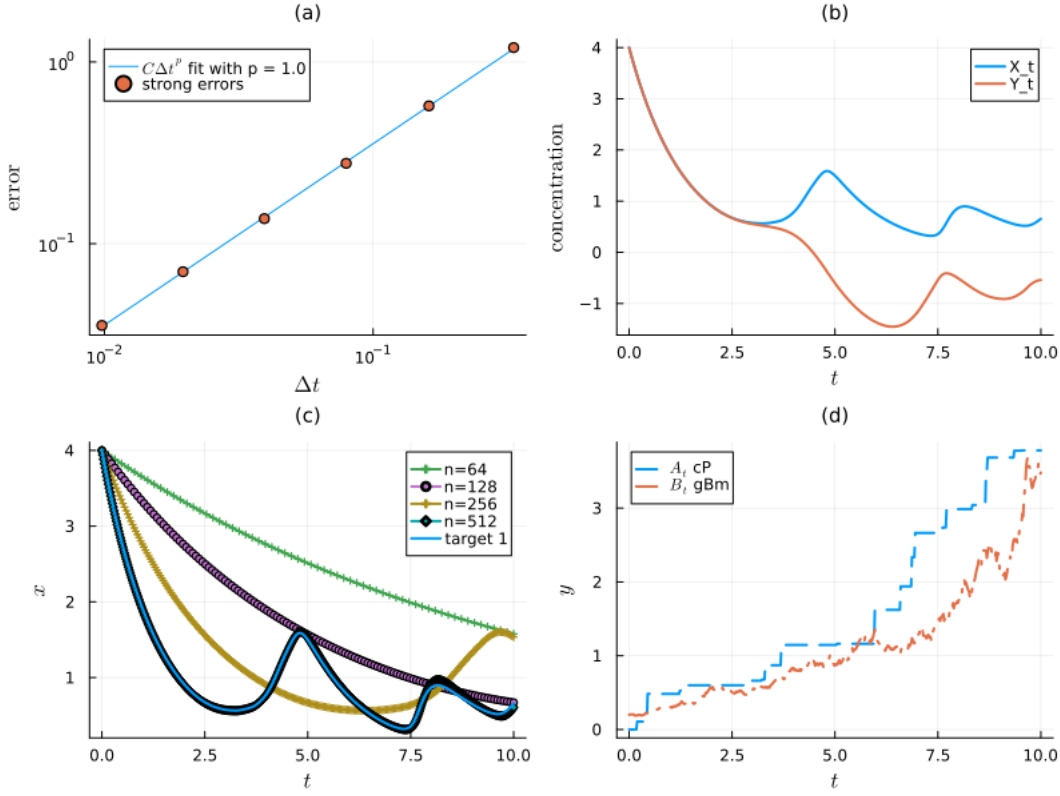 (a)
10^0
10^{-1}
error
CΔt^p fit with p = 1.0
strong errors
10^{-2}
10^{-1}
Δt
(b)
4
3
2
1
0
−1
concentration
X_t
Y_t
0.0
2.5
5.0
7.5
10.0
t
(c)
4
3
2
1
x
n=64
n=128
n=256
n=512
target 1
0.0
2.5
5.0
7.5
10.0
t
(d)
3
2
1
0
y
A_t cP
B_t gBm
0.0
2.5
5.0
7.5
10.0
t